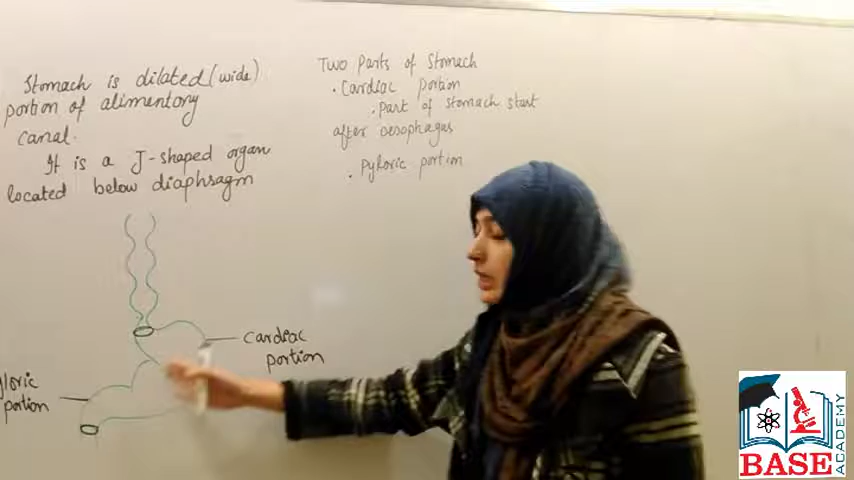 Stomach is dilated (wide)
portion of alimentory
canal.
It is a J-shaped organ
located below diaphragm
Two Parts of Stomach
. Cardiac Portion
. Part of stomach start
after oesophagus
. Pyloric portion
Cardiac
portion
yloric
portion
BASE
ACADEMY